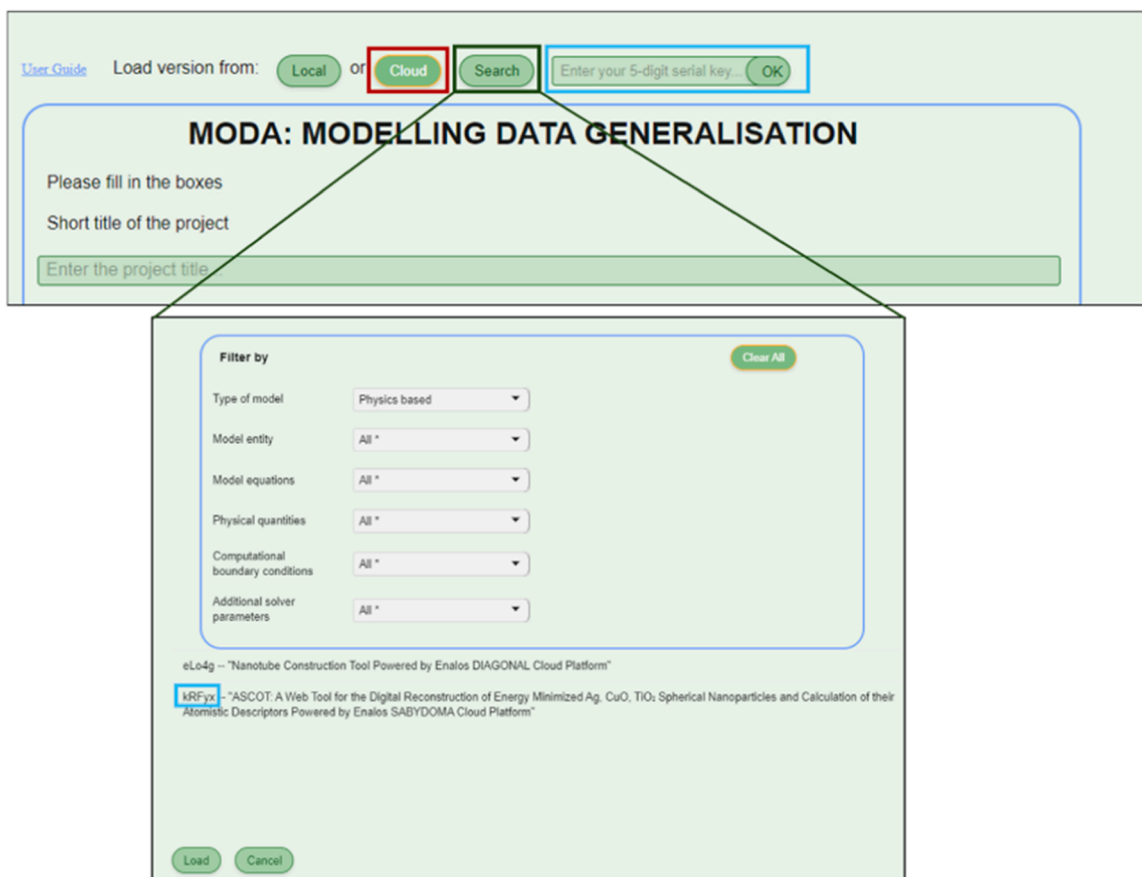 User Guide Load version from: Local or Cloud Search Enter your 5-digit serial key... OK
MODA: MODELLING DATA GENERALISATION
Please fill in the boxes
Short title of the project
Enter the project title...
Filter by Clear All
Type of model Physics based
Model entity All *
Model equations All *
Physical quantities All *
Computational
boundary conditions All *
Additional solver
parameters All *
eLo4g -- "Nanotube Construction Tool Powered by Enalos DIAGONAL Cloud Platform"
kRFyx -- "ASCOT: A Web Tool for the Digital Reconstruction of Energy Minimized Ag, CuO, TiO₂ Spherical Nanoparticles and Calculation of their
Atomistic Descriptors Powered by Enalos SABYDOMA Cloud Platform"
Load Cancel